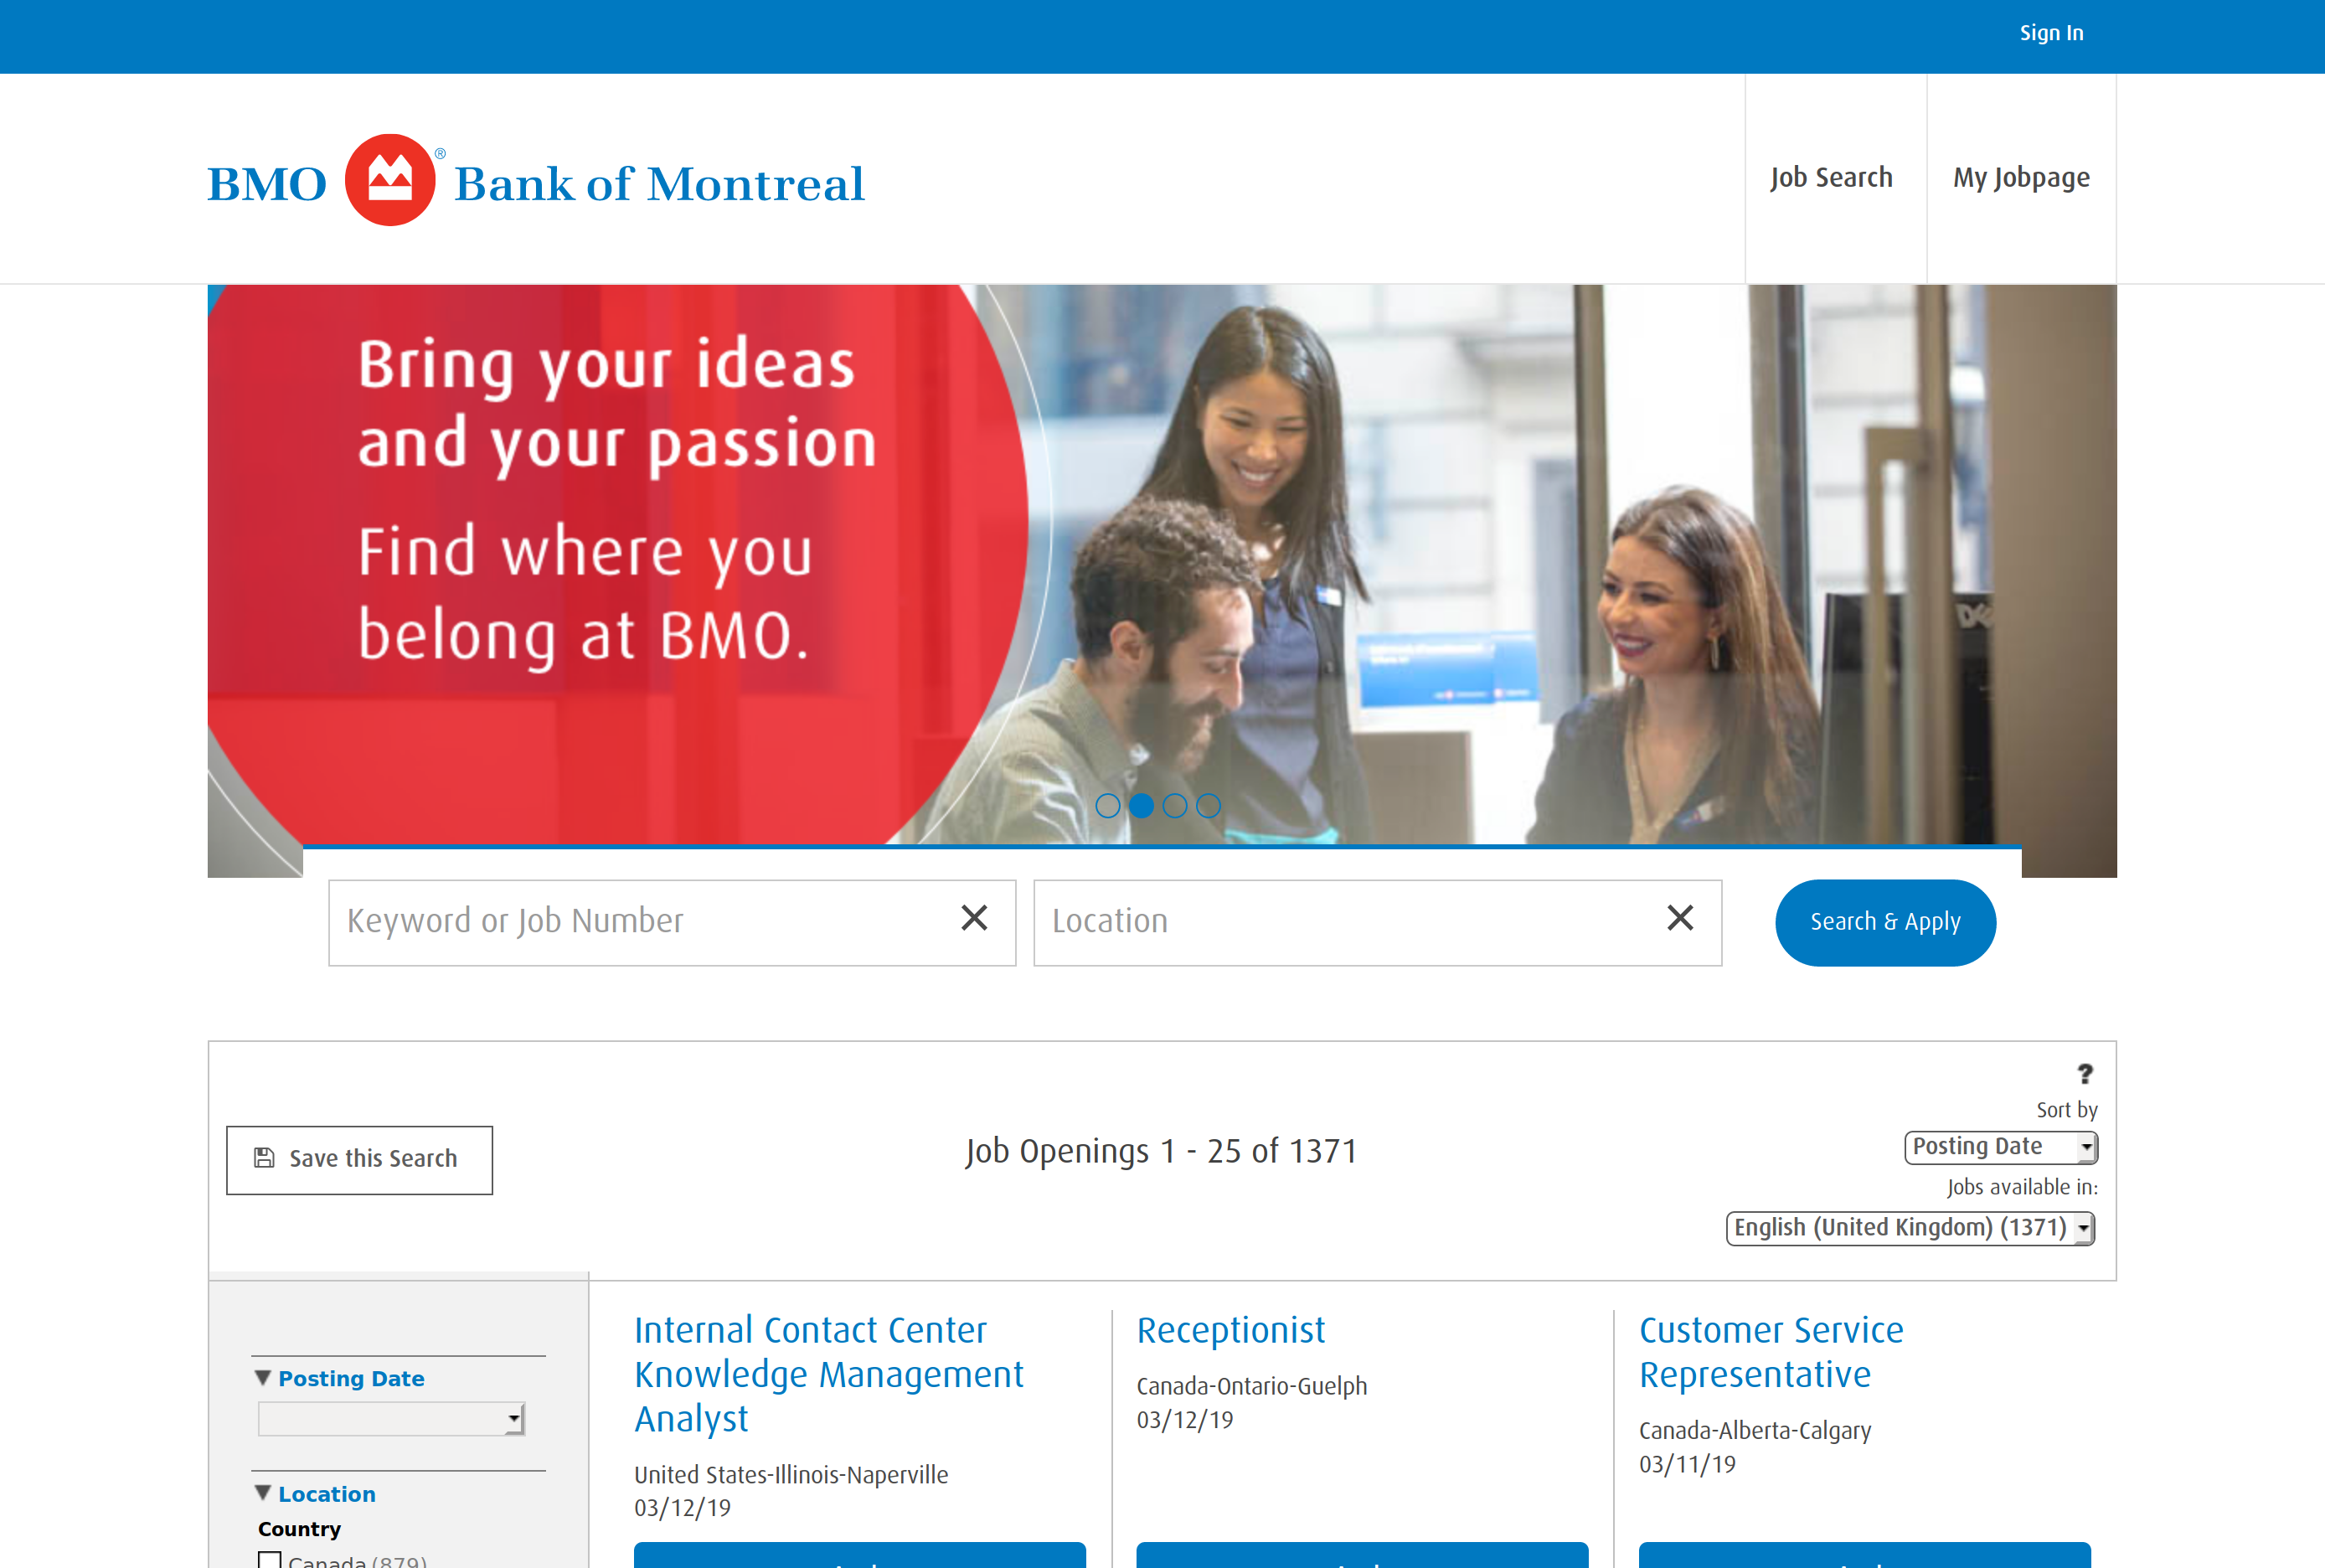 Sign In
BMO ® Bank of Montreal
Job Search
My Jobpage
Bring your ideas
and your passion
Find where you
belong at BMO.
Keyword or Job Number
Location
Search & Apply
?
Sort by
Posting Date
Jobs available in:
English (United Kingdom) (1371)
Save this Search
Job Openings 1 - 25 of 1371
Posting Date
Location
Country
Canada (879)
Internal Contact Center
Knowledge Management
Analyst
United States-Illinois-Naperville
03/12/19
Receptionist
Canada-Ontario-Guelph
03/12/19
Customer Service
Representative
Canada-Alberta-Calgary
03/11/19